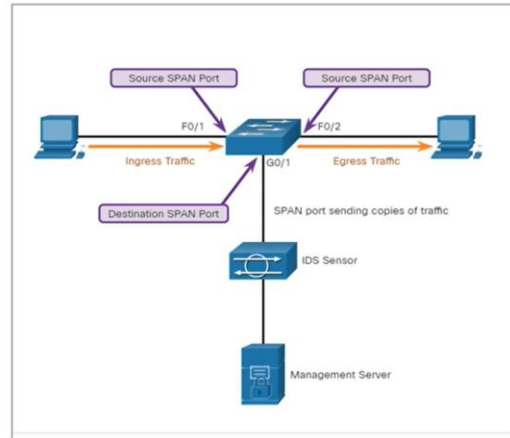 Source SPAN Port
Source SPAN Port
F0/1
F0/2
Ingress Traffic
G0/1
Egress Traffic
Destination SPAN Port
SPAN port sending copies of traffic
IDS Sensor
Management Server